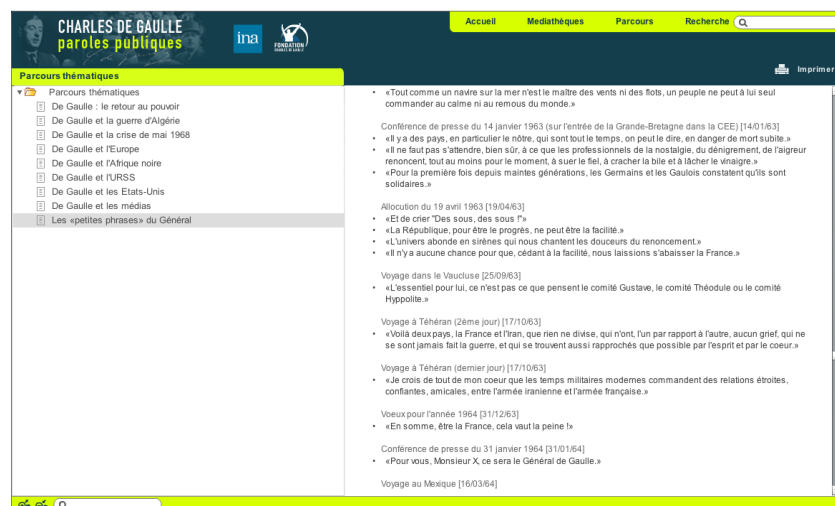 CHARLES DE GAULLE
paroles publiques
ina
FONDATION
CHARLES DE GAULLE
Accueil
Mediathèques
Parcours
Recherche
Imprimer
Parcours thématiques
Parcours thématiques
De Gaulle : le retour au pouvoir
De Gaulle et la guerre d'Algérie
De Gaulle et la crise de mai 1968
De Gaulle et l'Europe
De Gaulle et l'Afrique noire
De Gaulle et l'URSS
De Gaulle et les Etats-Unis
De Gaulle et les médias
Les «petites phrases» du Général
• «Tout comme un navire sur la mer n'est le maître des vents ni des flots, un peuple ne peut à lui seul
commander au calme ni au remous du monde.»
Conférence de presse du 14 janvier 1963 (sur l'entrée de la Grande-Bretagne dans la CEE) [14/01/63]
• «Il y a des pays, en particulier le nôtre, qui sont tout le temps, on peut le dire, en danger de mort subite.»
• «Il ne faut pas s'attendre, bien sûr, à ce que les professionnels de la nostalgie, du dénigrement, de l'aigreur
renoncent, tout au moins pour le moment, à suer le fiel, à cracher la bile et à lâcher le vinaigre.»
• «Pour la première fois depuis maintes générations, les Germains et les Gaulois constatent qu'ils sont
solidaires.»
Allocution du 19 avril 1963 [19/04/63]
• «Et de crier "Des sous, des sous !"»
• «La République, pour être le progrès, ne peut être la facilité.»
• «L'univers abonde en sirènes qui nous chantent les douceurs du renoncement.»
• «Il n'y a aucune chance pour que, cédant à la facilité, nous laissions s'abaisser la France.»
Voyage dans le Vaucluse [25/09/63]
• «L'essentiel pour lui, ce n'est pas ce que pensent le comité Gustave, le comité Théodule ou le comité
Hyppolite.»
Voyage à Téhéran (2ème jour) [17/10/63]
• «Voilà deux pays, la France et l'Iran, que rien ne divise, qui n'ont, l'un par rapport à l'autre, aucun grief, qui ne
se sont jamais fait la guerre, et qui se trouvent aussi rapprochés que possible par l'esprit et par le coeur.»
Voyage à Téhéran (dernier jour) [17/10/63]
• «Je crois de tout de mon coeur que les temps militaires modernes commandent des relations étroites,
confiantes, amicales, entre l'armée iranienne et l'armée française.»
Voeux pour l'année 1964 [31/12/63]
• «En somme, être la France, cela vaut la peine !»
Conférence de presse du 31 janvier 1964 [31/01/64]
• «Pour vous, Monsieur X, ce sera le Général de Gaulle.»
Voyage au Mexique [16/03/64]